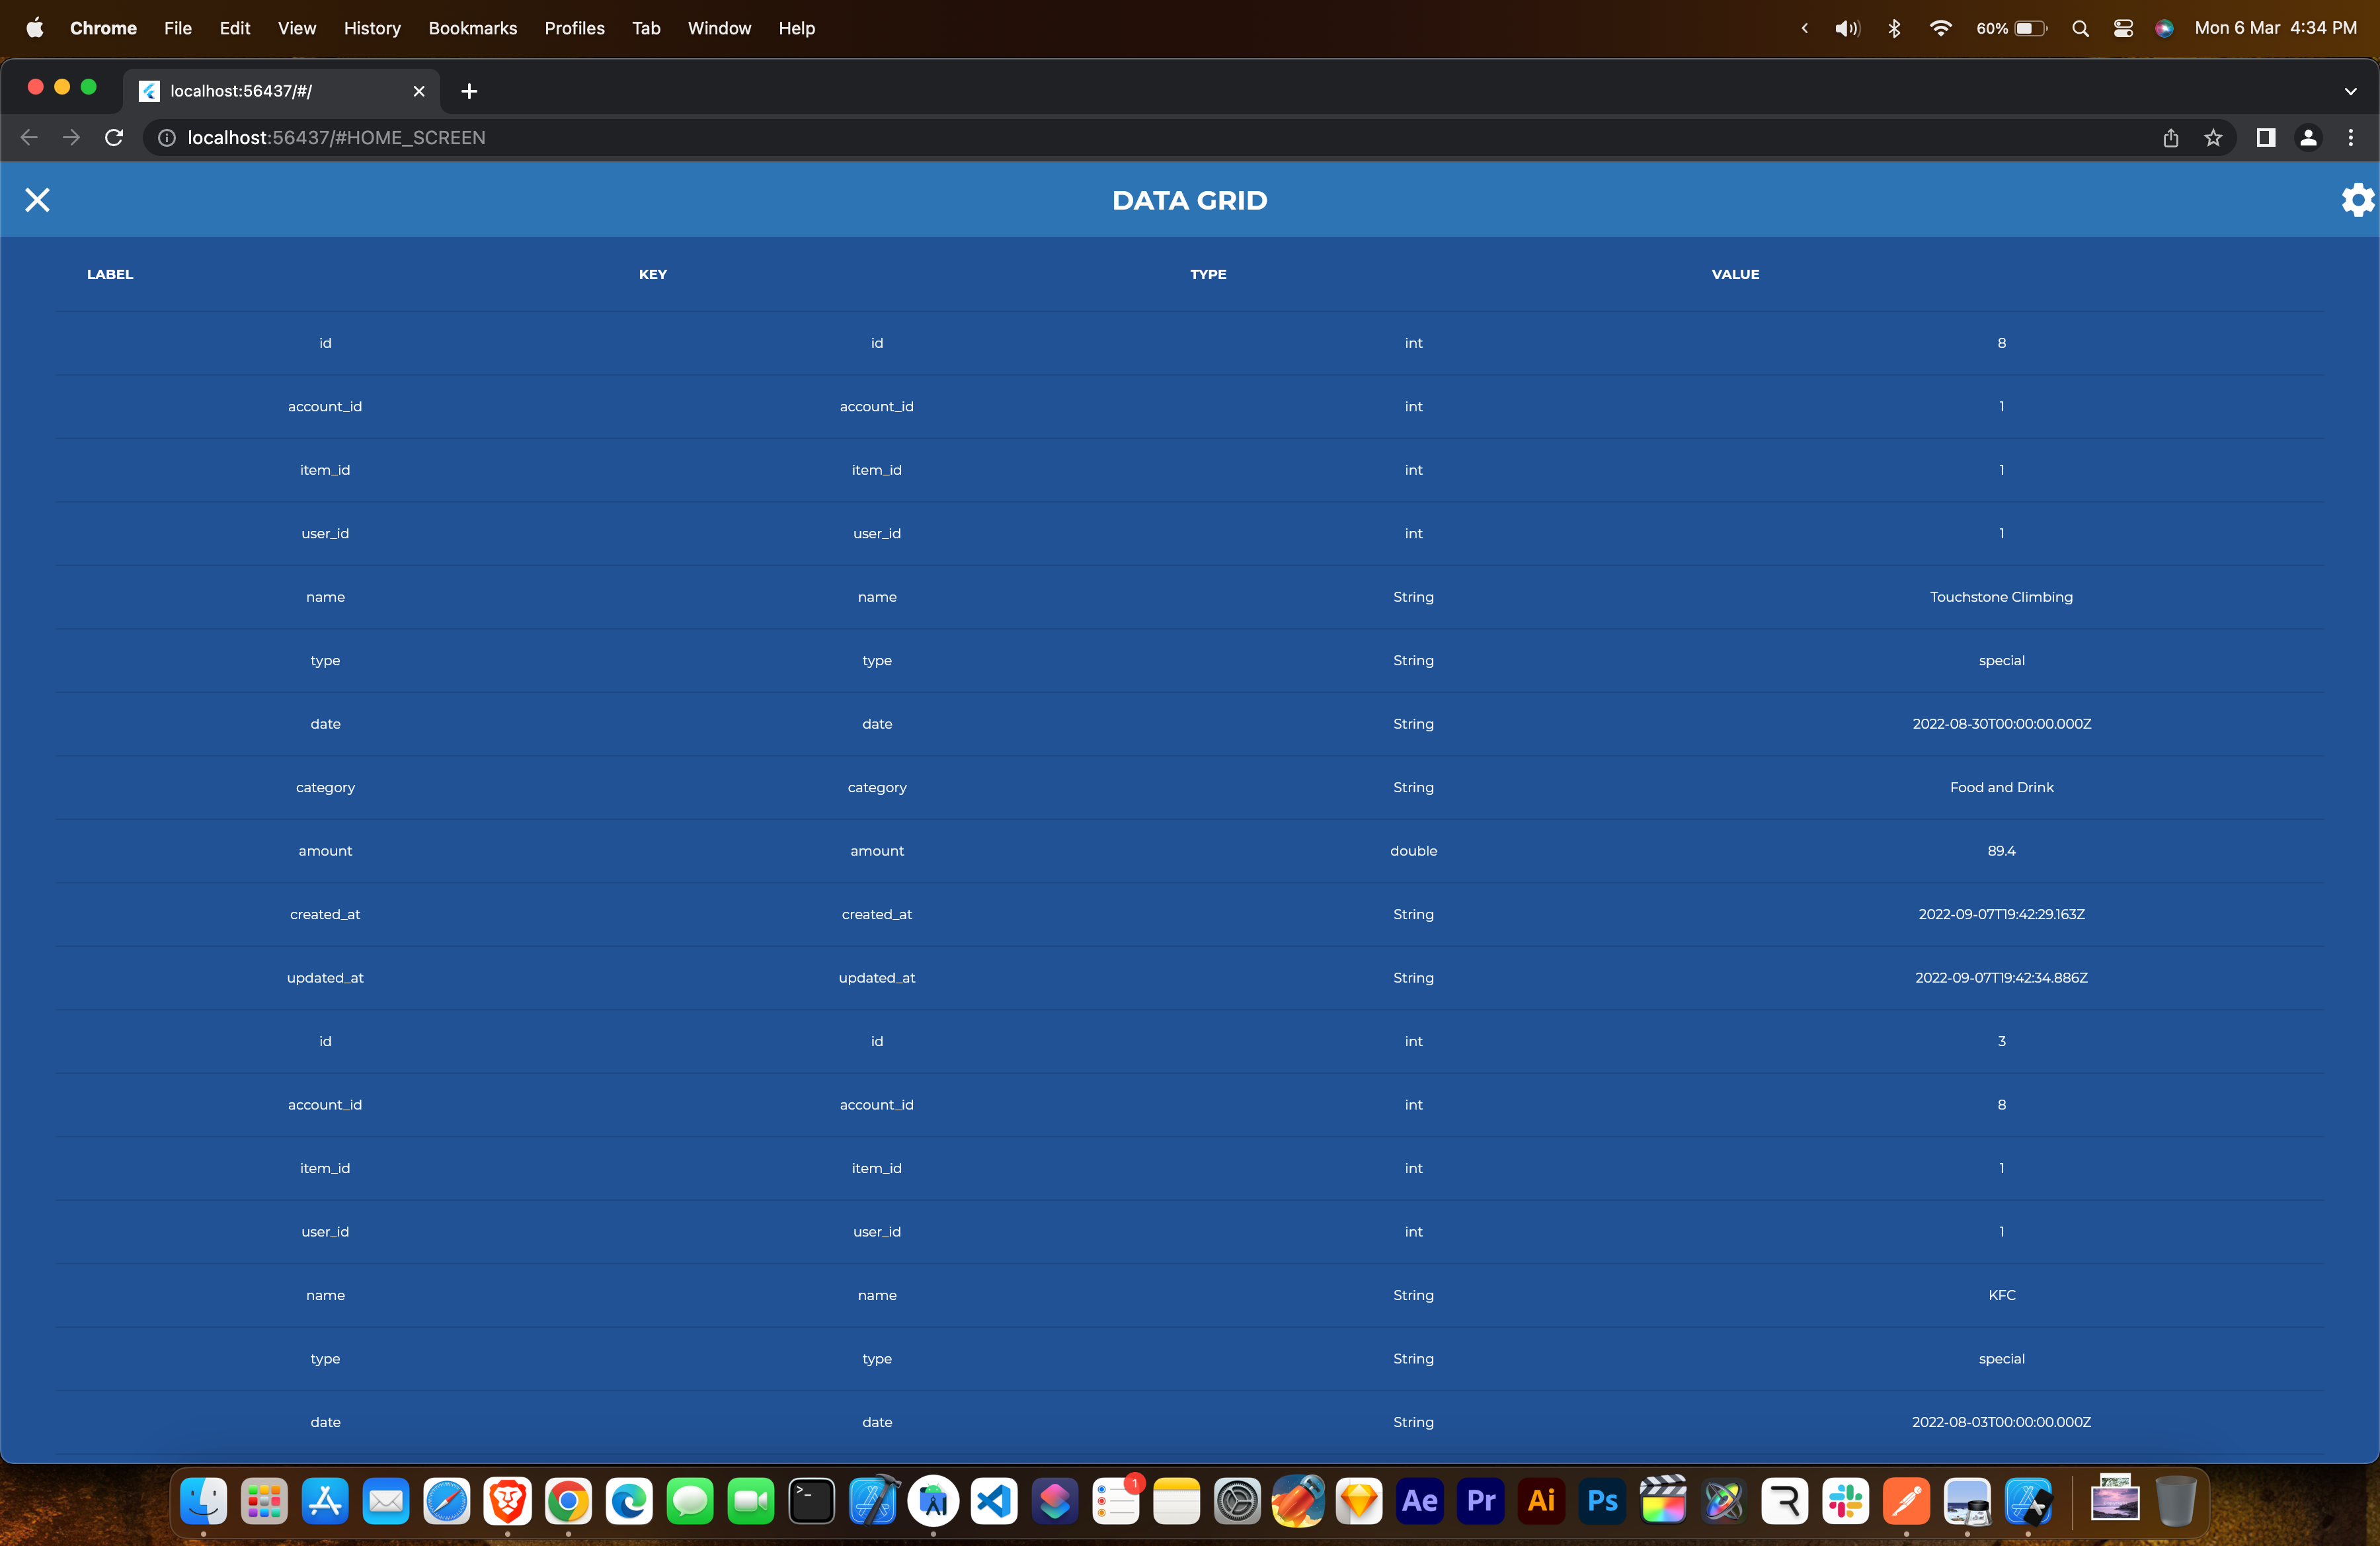 Chrome File Edit View History Bookmarks Profiles Tab Window Help 60% Mon 6 Mar 4:34 PM
localhost:56437/#/
localhost:56437/#HOME_SCREEN
DATA GRID
LABEL KEY TYPE VALUE
id id int 8
account_id account_id int 1
item_id item_id int 1
user_id user_id int 1
name name String Touchstone Climbing
type type String special
date date String 2022-08-30T00:00:00.000Z
category category String Food and Drink
amount amount double 89.4
created_at created_at String 2022-09-07T19:42:29.163Z
updated_at updated_at String 2022-09-07T19:42:34.886Z
id id int 3
account_id account_id int 8
item_id item_id int 1
user_id user_id int 1
name name String KFC
type type String special
date date String 2022-08-03T00:00:00.000Z
>_ 1 Ae Pr Ai Ps